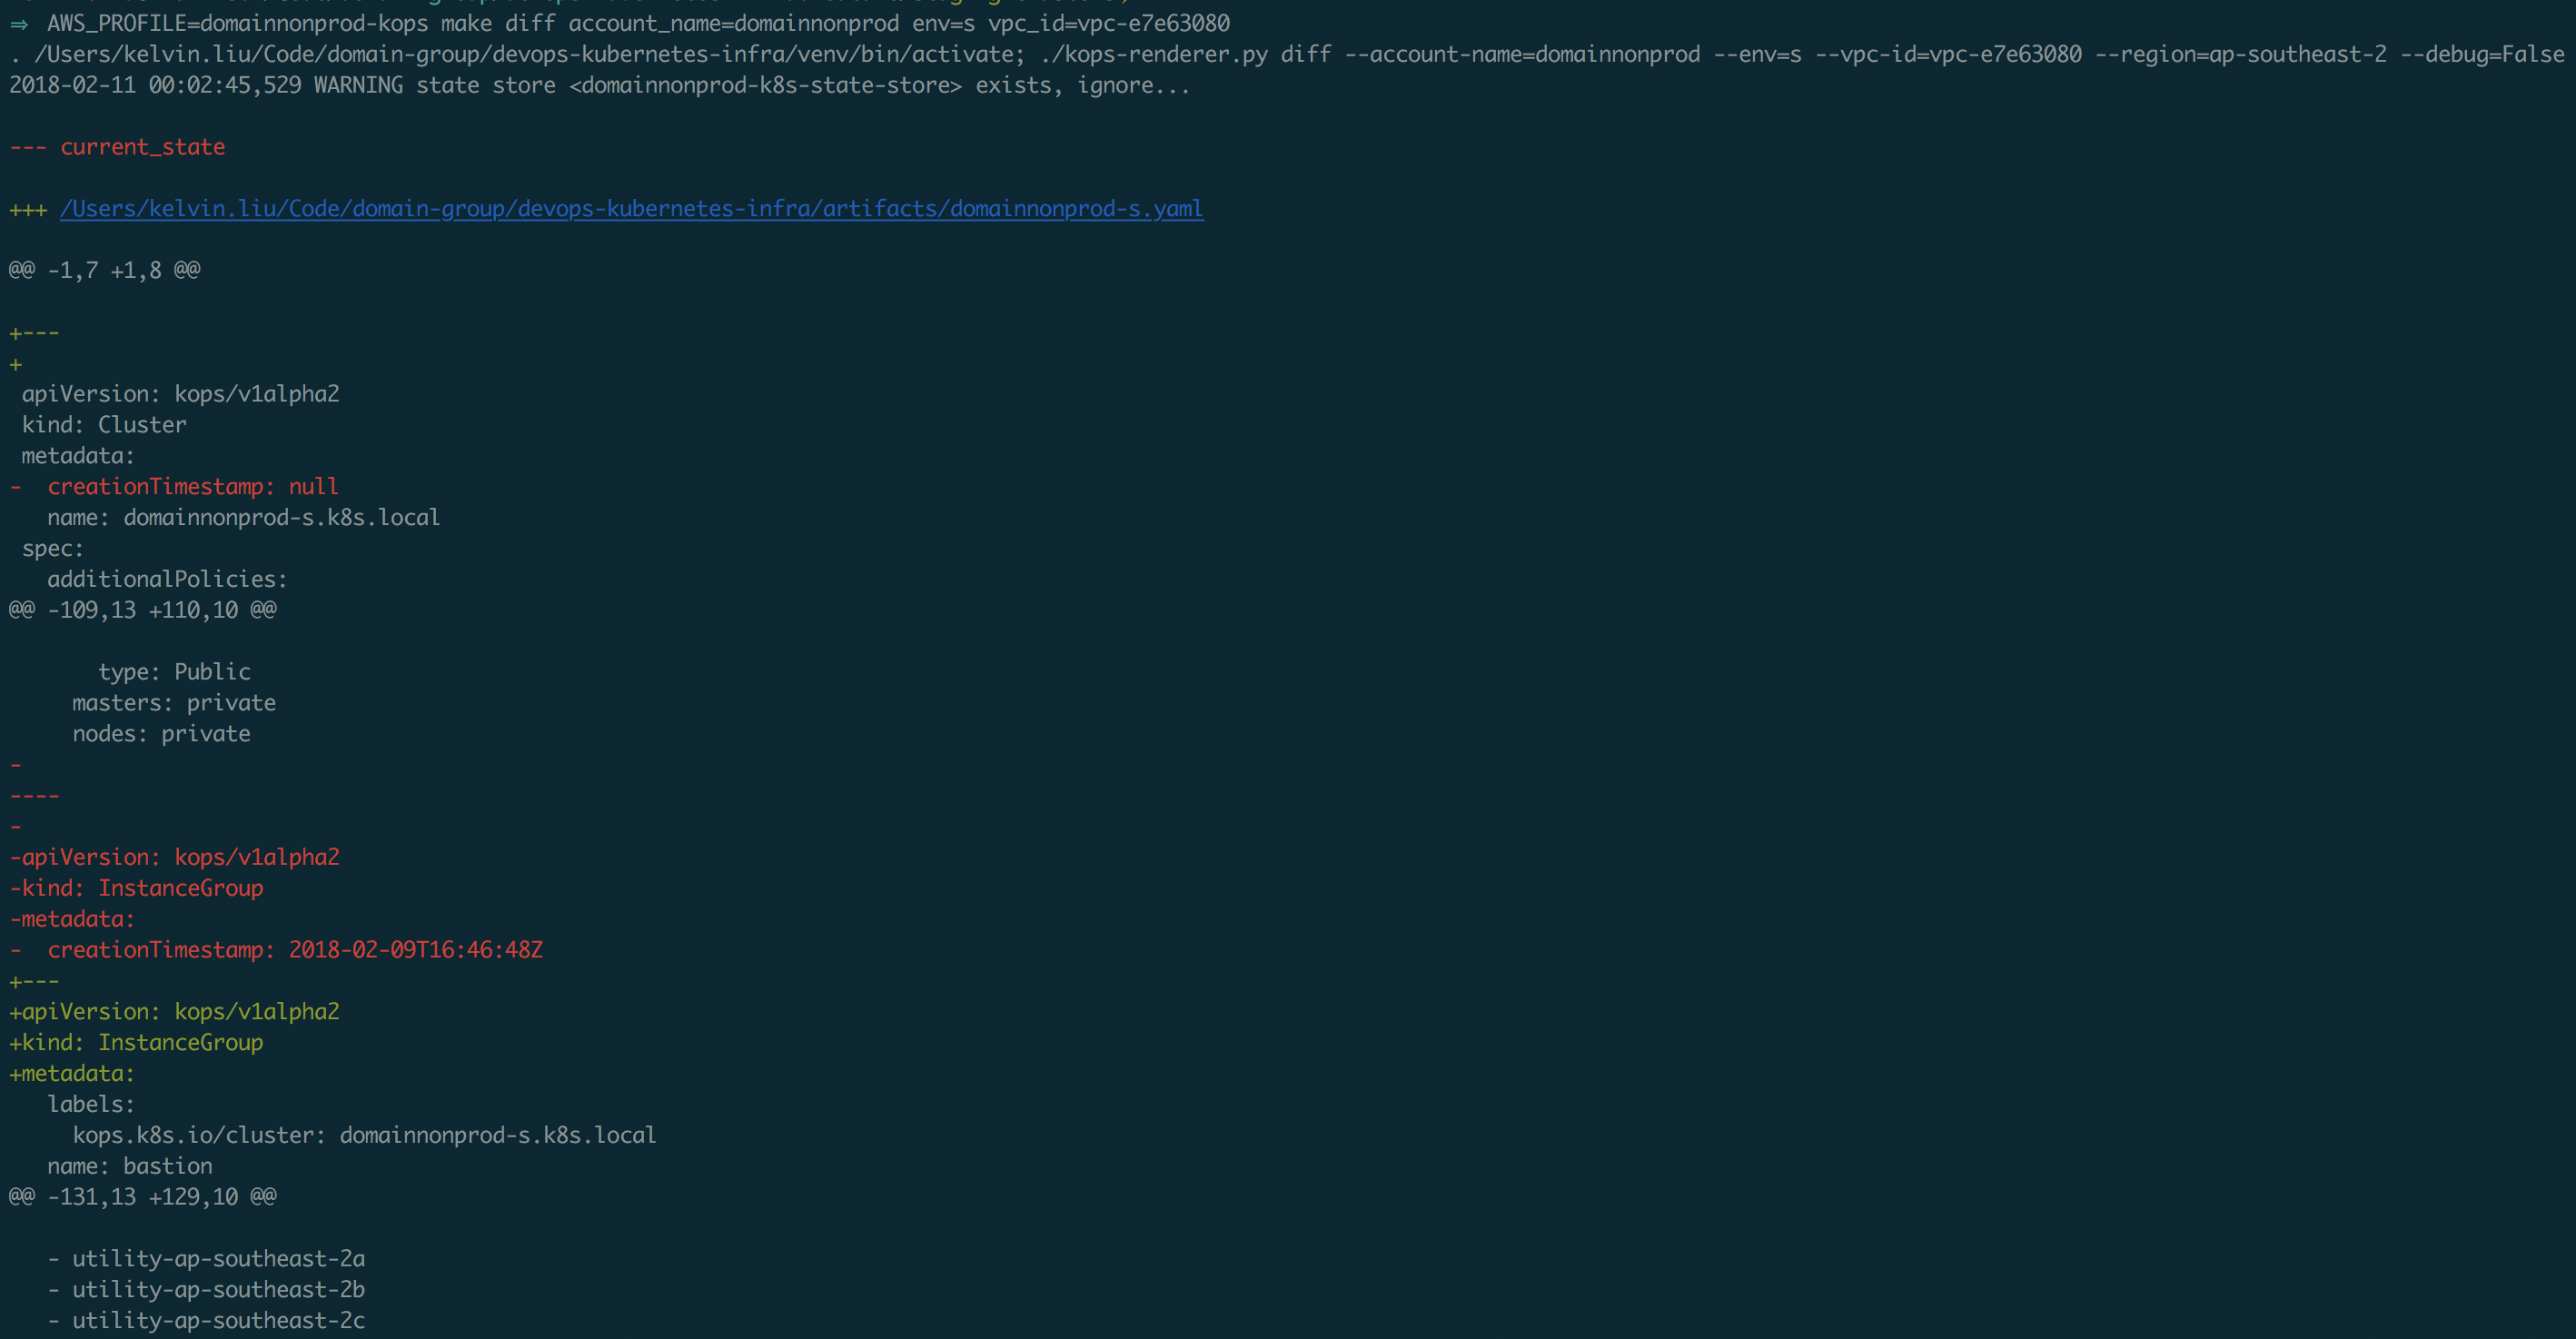 ⇒ AWS_PROFILE=domainnonprod-kops make diff account_name=domainnonprod env=s vpc_id=vpc-e7e63080
. /Users/kelvin.liu/Code/domain-group/devops-kubernetes-infra/venv/bin/activate; ./kops-renderer.py diff --account-name=domainnonprod --env=s --vpc-id=vpc-e7e63080 --region=ap-southeast-2 --debug=False
2018-02-11 00:02:45,529 WARNING state store <domainnonprod-k8s-state-store> exists, ignore...
--- current_state
+++ /Users/kelvin.liu/Code/domain-group/devops-kubernetes-infra/artifacts/domainnonprod-s.yaml
@@ -1,7 +1,8 @@
+---
+
 apiVersion: kops/v1alpha2
 kind: Cluster
 metadata:
-  creationTimestamp: null
   name: domainnonprod-s.k8s.local
 spec:
   additionalPolicies:
@@ -109,13 +110,10 @@
       type: Public
     masters: private
     nodes: private
-
----
-
-apiVersion: kops/v1alpha2
-kind: InstanceGroup
-metadata:
-  creationTimestamp: 2018-02-09T16:46:48Z
+---
+apiVersion: kops/v1alpha2
+kind: InstanceGroup
+metadata:
   labels:
     kops.k8s.io/cluster: domainnonprod-s.k8s.local
   name: bastion
@@ -131,13 +129,10 @@
   - utility-ap-southeast-2a
   - utility-ap-southeast-2b
   - utility-ap-southeast-2c